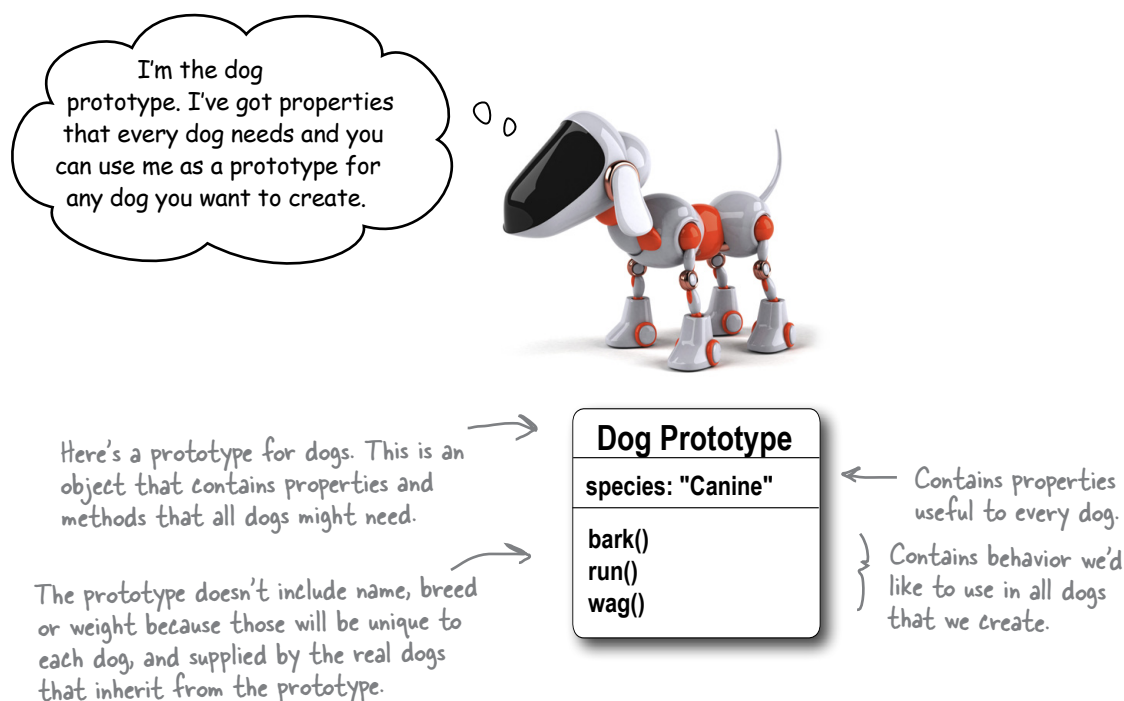 I'm the dog
prototype. I've got properties
that every dog needs and you
can use me as a prototype for
any dog you want to create.
Here's a prototype for dogs. This is an
object that contains properties and
methods that all dogs might need.
The prototype doesn't include name, breed
or weight because those will be unique to
each dog, and supplied by the real dogs
that inherit from the prototype.
Dog Prototype
species: "Canine"
bark()
run()
wag()
Contains properties
useful to every dog.
Contains behavior we'd
like to use in all dogs
that we create.